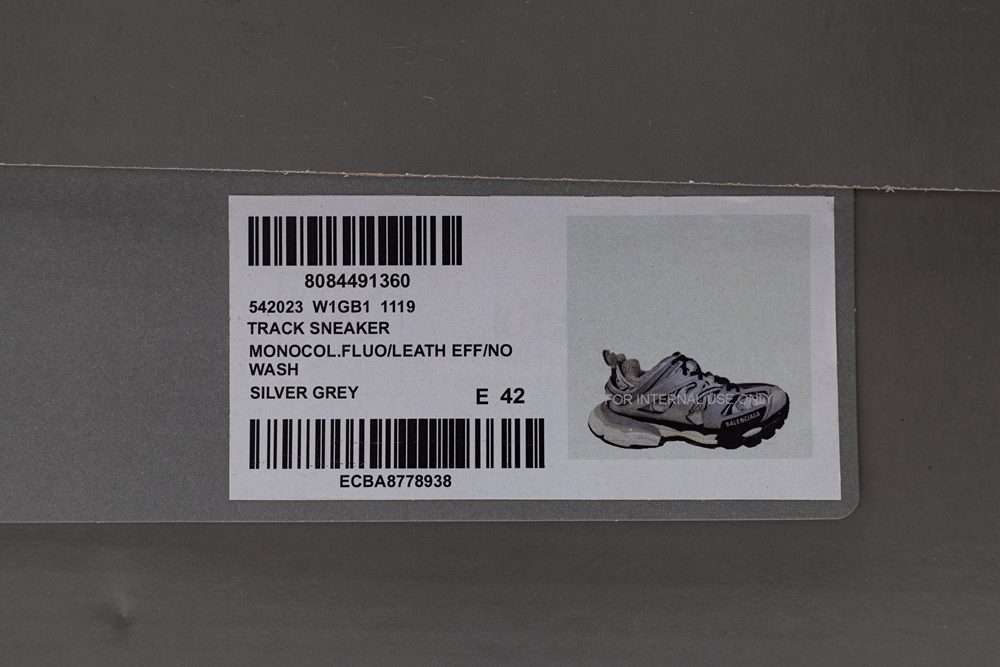 8084491360
542023 W1GB1 1119
TRACK SNEAKER
MONOCOL.FLUO/LEATH EFF/NO
WASH
SILVER GREY
E 42
ECBA8778938
FOR INTERNAL USE ONLY
BALENCIAGA